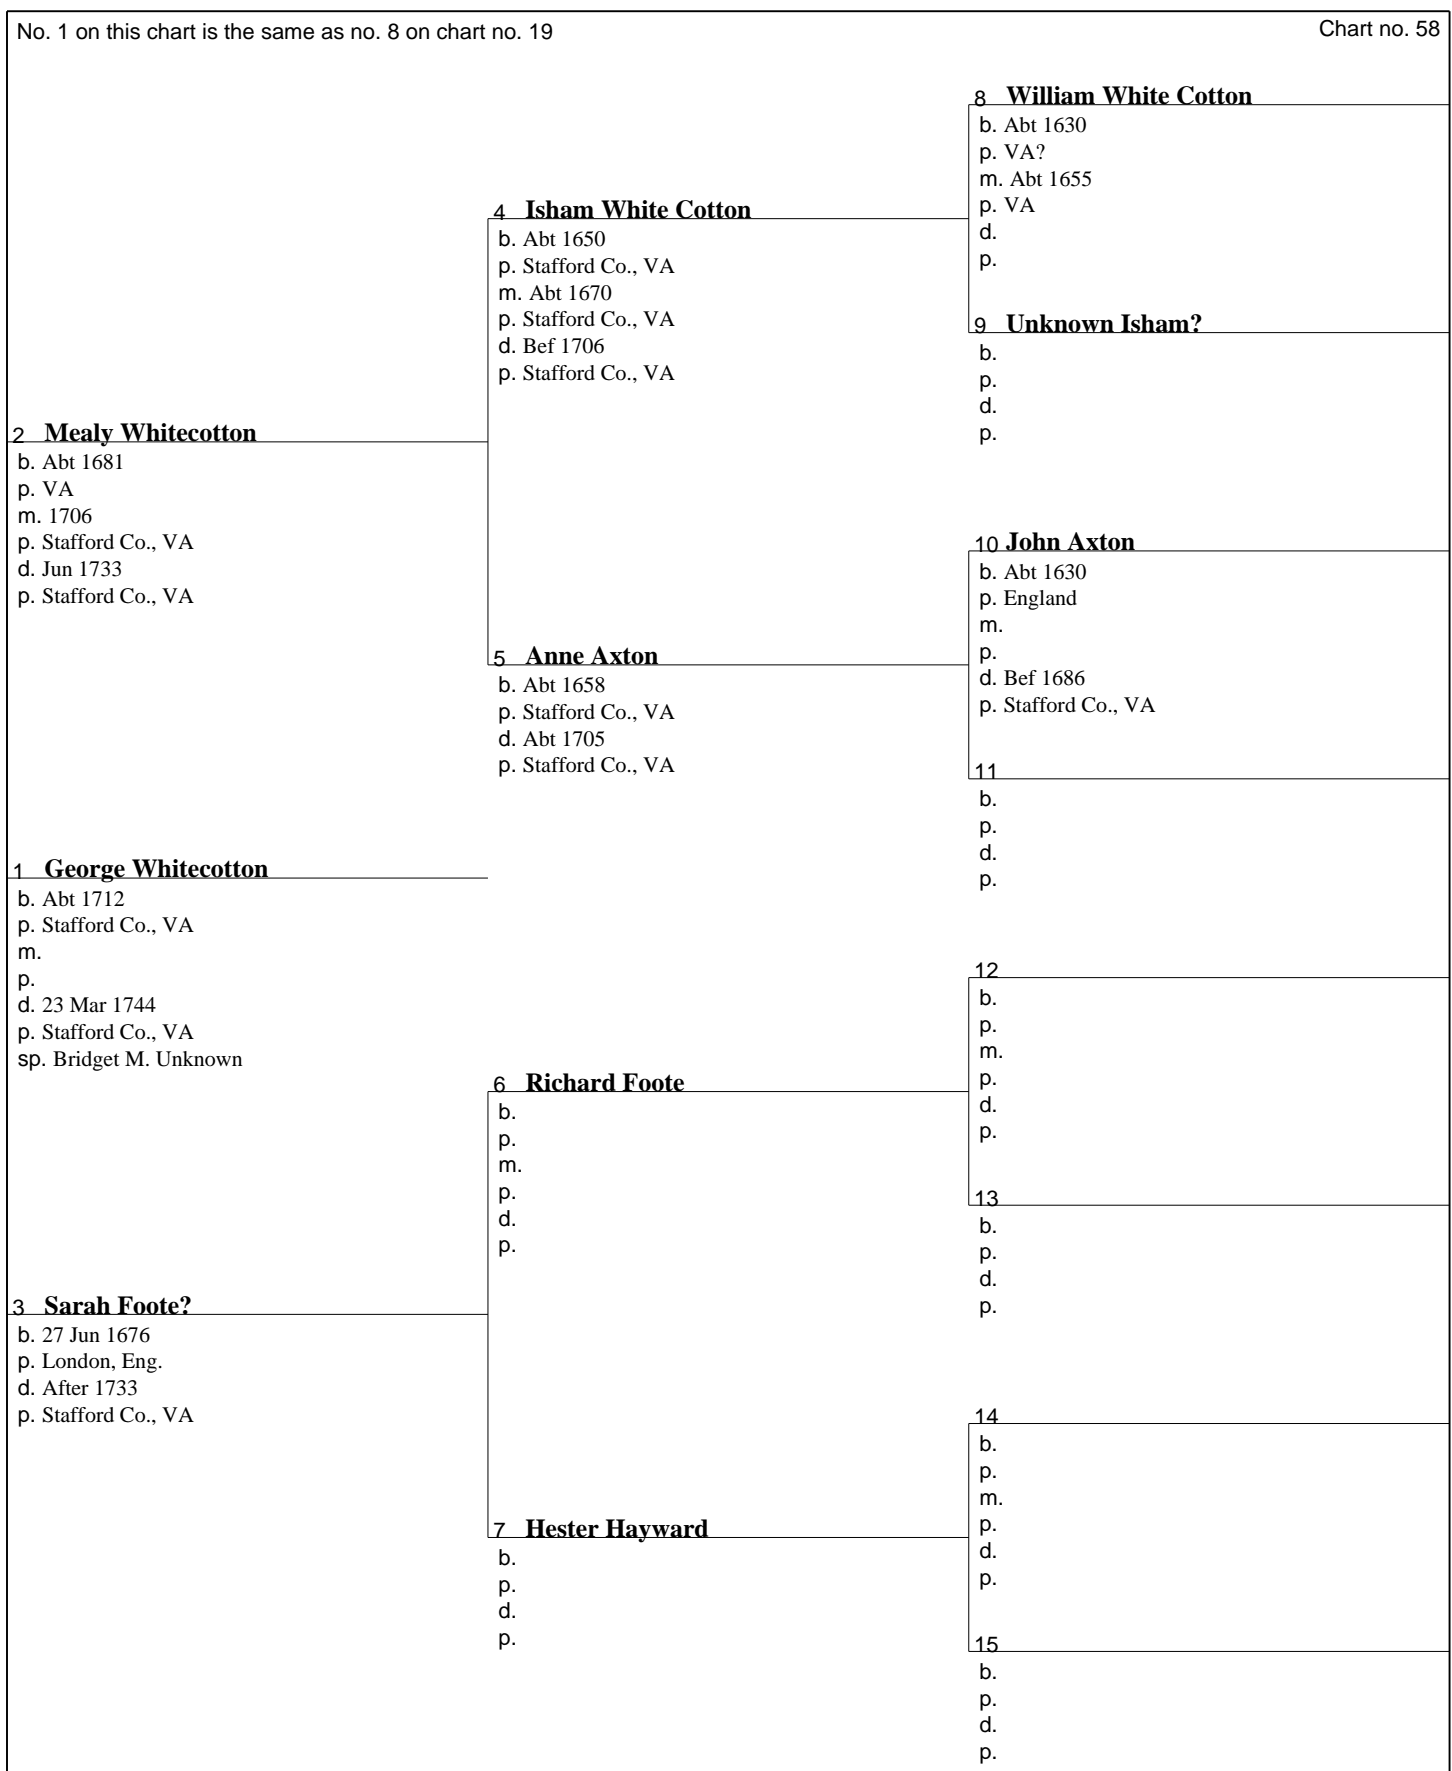 No. 1 on this chart is the same as no. 8 on chart no. 19
Chart no. 58
8 William White Cotton
b. Abt 1630
p. VA?
m. Abt 1655
p. VA
d.
p.
4 Isham White Cotton
b. Abt 1650
p. Stafford Co., VA
m. Abt 1670
p. Stafford Co., VA
d. Bef 1706
p. Stafford Co., VA
9 Unknown Isham?
b.
p.
d.
p.
2 Mealy Whitecotton
b. Abt 1681
p. VA
m. 1706
p. Stafford Co., VA
d. Jun 1733
p. Stafford Co., VA
10 John Axton
b. Abt 1630
p. England
m.
p.
d. Bef 1686
p. Stafford Co., VA
5 Anne Axton
b. Abt 1658
p. Stafford Co., VA
d. Abt 1705
p. Stafford Co., VA
11
b.
p.
d.
p.
1 George Whitecotton
b. Abt 1712
p. Stafford Co., VA
m.
p.
d. 23 Mar 1744
p. Stafford Co., VA
sp. Bridget M. Unknown
12
b.
p.
m.
p.
d.
p.
6 Richard Foote
b.
p.
m.
p.
d.
p.
13
b.
p.
d.
p.
3 Sarah Foote?
b. 27 Jun 1676
p. London, Eng.
d. After 1733
p. Stafford Co., VA
14
b.
p.
m.
p.
d.
p.
7 Hester Hayward
b.
p.
d.
p.
15
b.
p.
d.
p.